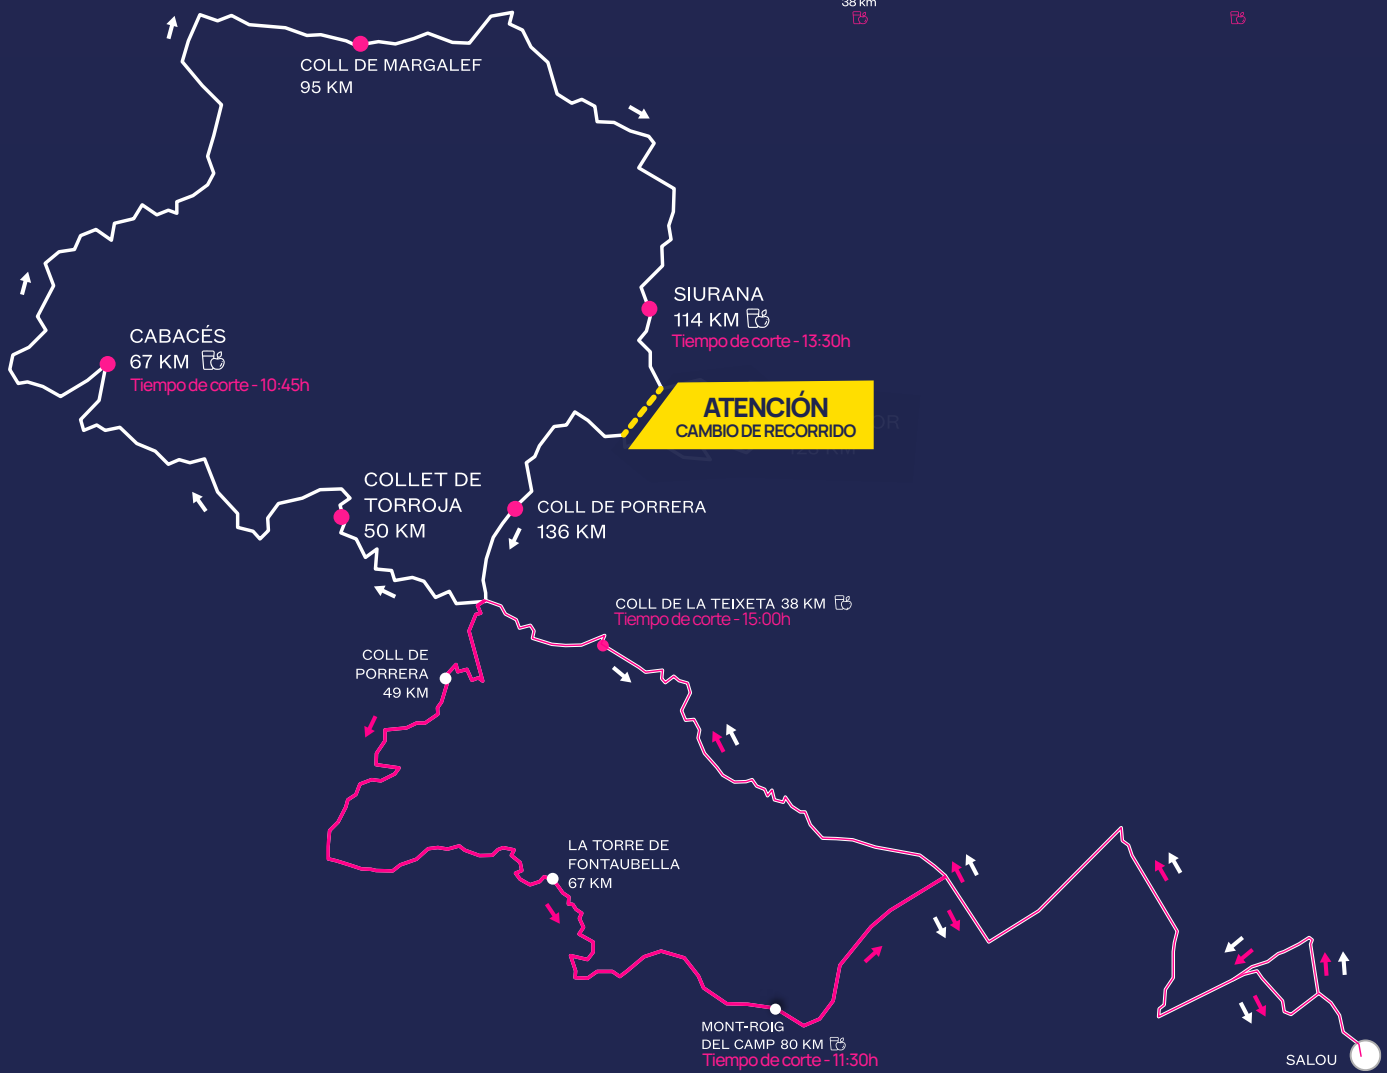 38 km
COLL DE MARGALEF
95 KM
SIURANA
114 KM
Tiempo de corte - 13:30h
CABACÉS
67 KM
Tiempo de corte - 10:45h
ATENCIÓN
CAMBIO DE RECORRIDO
COLLET DE
TORROJA
50 KM
COLL DE PORRERA
136 KM
COLL DE LA TEIXETA 38 KM
Tiempo de corte - 15:00h
COLL DE
PORRERA
49 KM
LA TORRE DE
FONTAUBELLA
67 KM
MONT-ROIG
DEL CAMP 80 KM
Tiempo de corte - 11:30h
SALOU